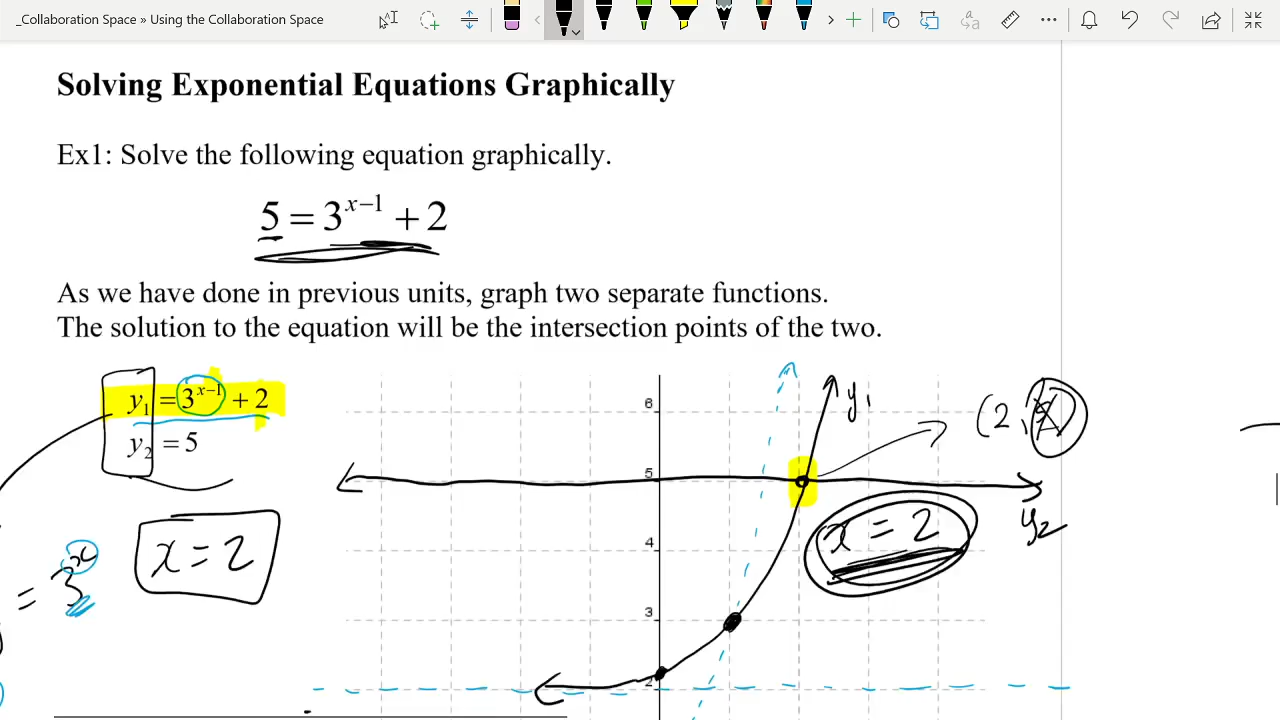 _Collaboration Space » Using the Collaboration Space
Solving Exponential Equations Graphically
Ex1: Solve the following equation graphically.
5 = 3^{x−1} + 2
As we have done in previous units, graph two separate functions.
The solution to the equation will be the intersection points of the two.
y₁ = 3^{x−1} + 2
y₂ = 5
= 3^x
x = 2
6
5
4
3
2
y₁
(2,
x = 2
y₂